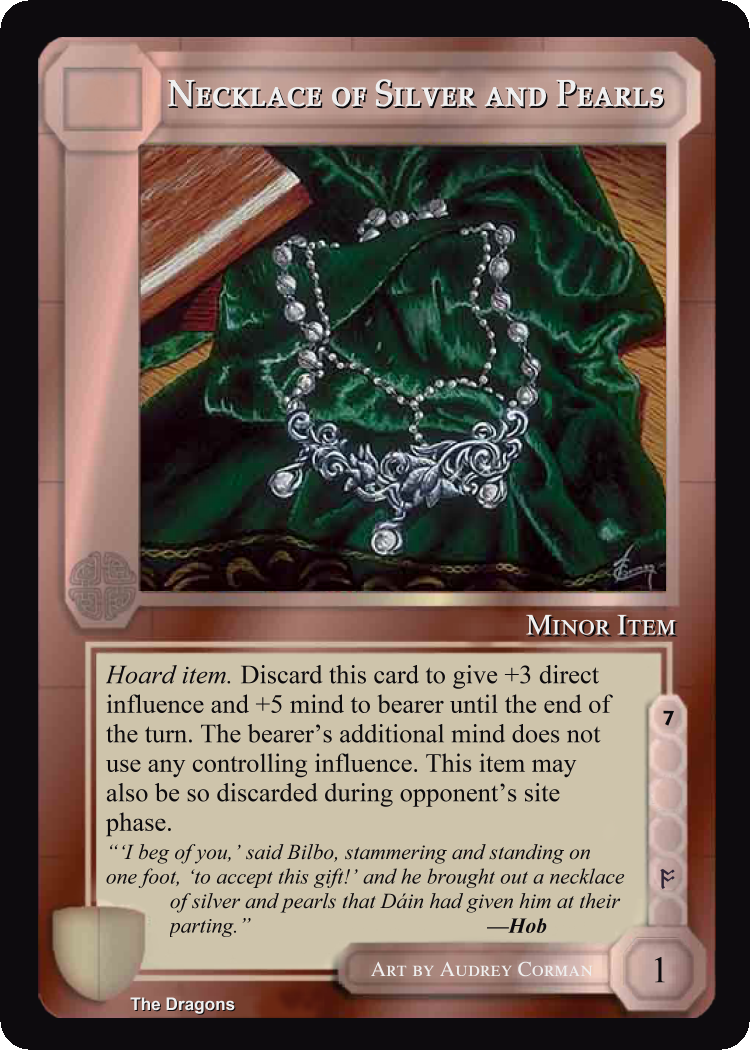 Necklace of Silver and Pearls
Minor Item
Hoard item. Discard this card to give +3 direct
influence and +5 mind to bearer until the end of
the turn. The bearer’s additional mind does not
use any controlling influence. This item may
also be so discarded during opponent’s site
phase.
“‘I beg of you,’ said Bilbo, stammering and standing on
one foot, ‘to accept this gift!’ and he brought out a necklace
of silver and pearls that Dáin had given him at their
parting.” —Hob
7
ᚩ
Art by Audrey Corman
1
The Dragons